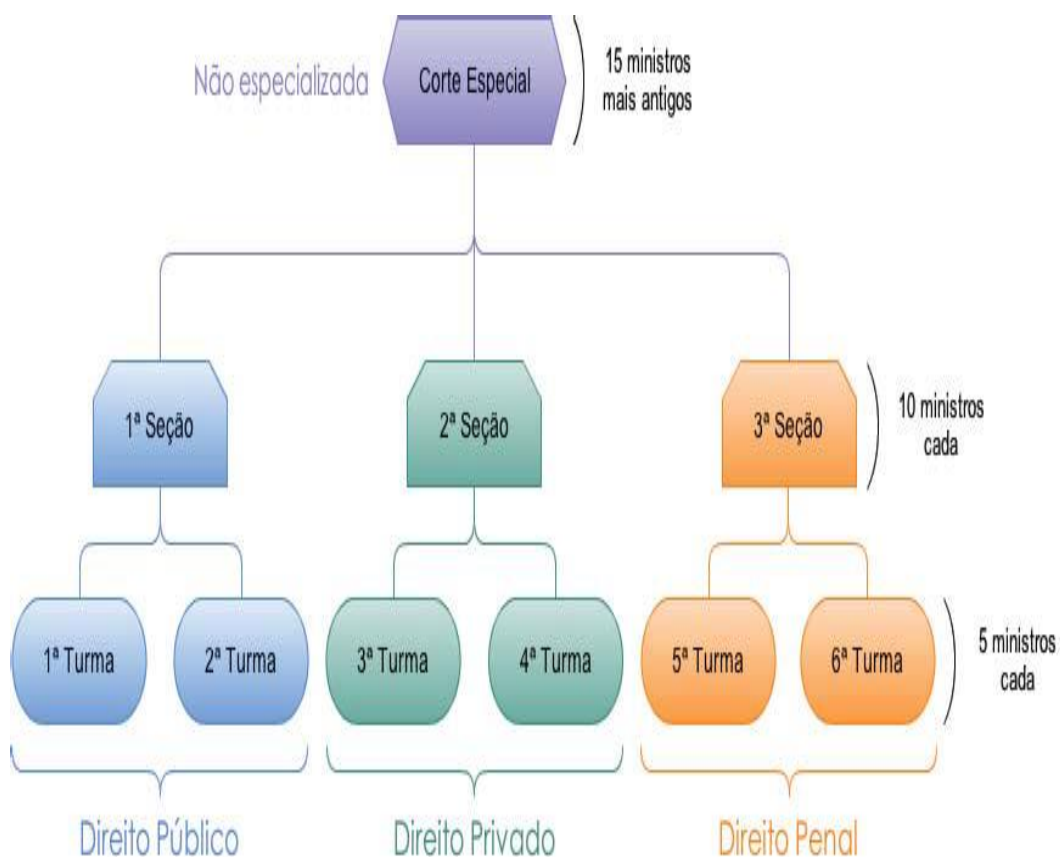 Não especializada
Corte Especial
15 ministros
mais antigos
1ª Seção
2ª Seção
3ª Seção
10 ministros
cada
1ª Turma
2ª Turma
3ª Turma
4ª Turma
5ª Turma
6ª Turma
5 ministros
cada
Direito Público
Direito Privado
Direito Penal